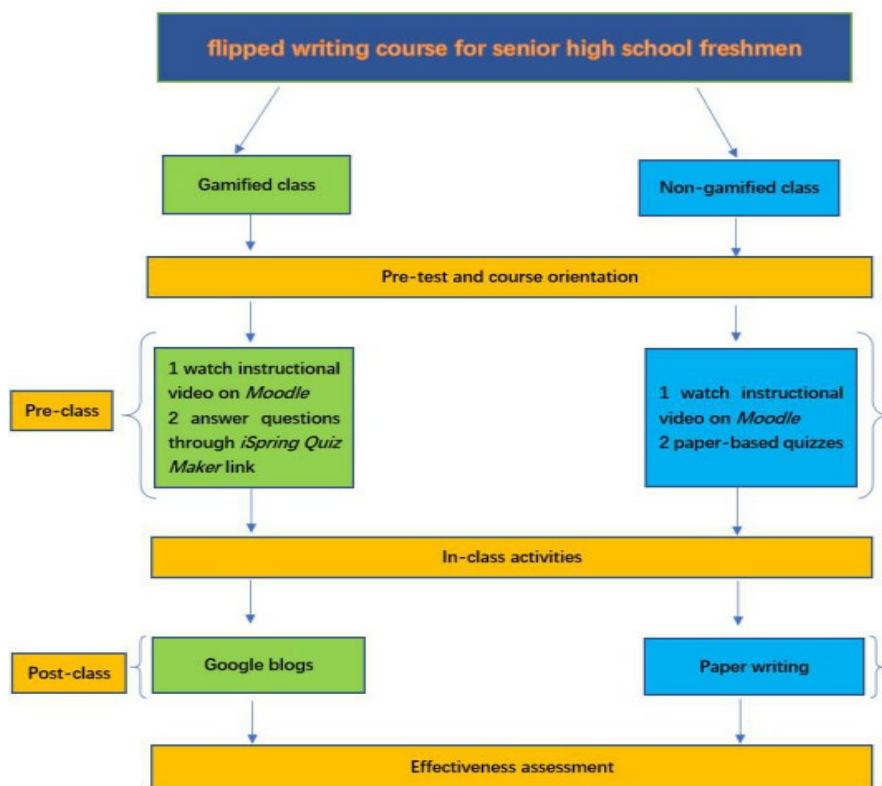 flipped writing course for senior high school freshmen
Gamified class
Non-gamified class
Pre-test and course orientation
Pre-class
1 watch instructional
video on Moodle
2 answer questions
through iSpring Quiz
Maker link
1 watch instructional
video on Moodle
2 paper-based quizzes
In-class activities
Post-class
Google blogs
Paper writing
Effectiveness assessment